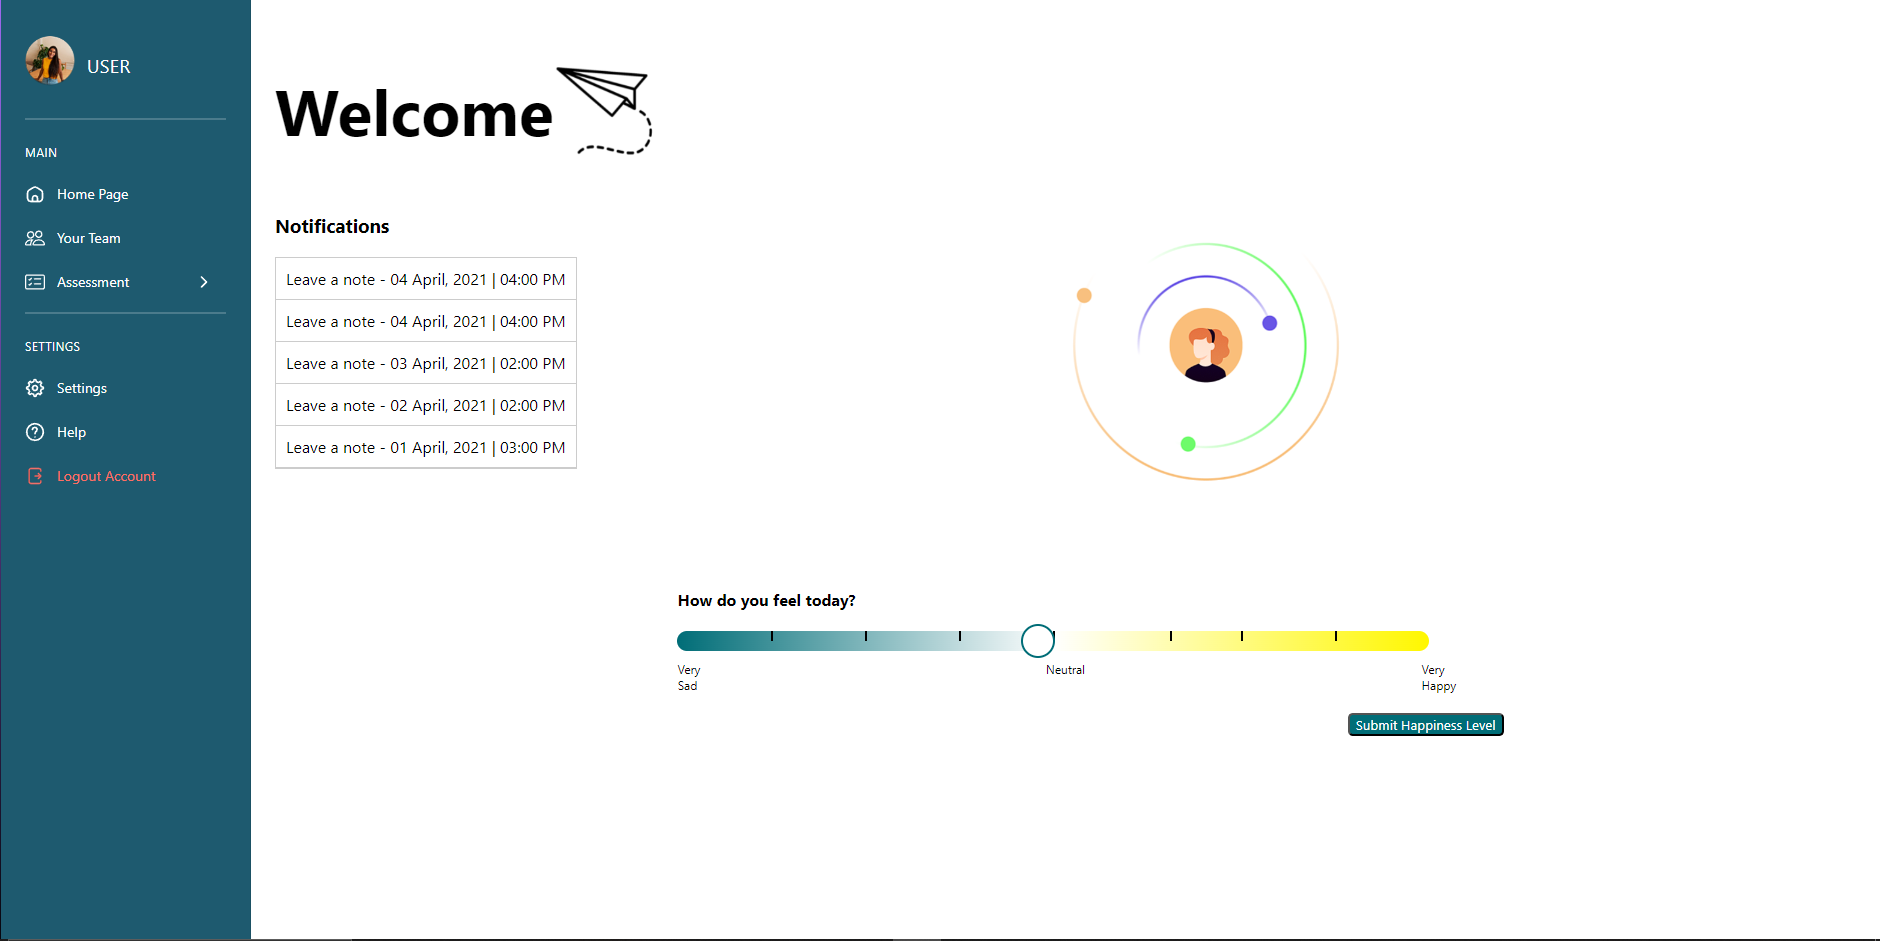 USER
MAIN
Home Page
Your Team
Assessment
SETTINGS
Settings
Help
Logout Account
Welcome
Notifications
Leave a note - 04 April, 2021 | 04:00 PM
Leave a note - 04 April, 2021 | 04:00 PM
Leave a note - 03 April, 2021 | 02:00 PM
Leave a note - 02 April, 2021 | 02:00 PM
Leave a note - 01 April, 2021 | 03:00 PM
How do you feel today?
Very
Sad
Neutral
Very
Happy
Submit Happiness Level